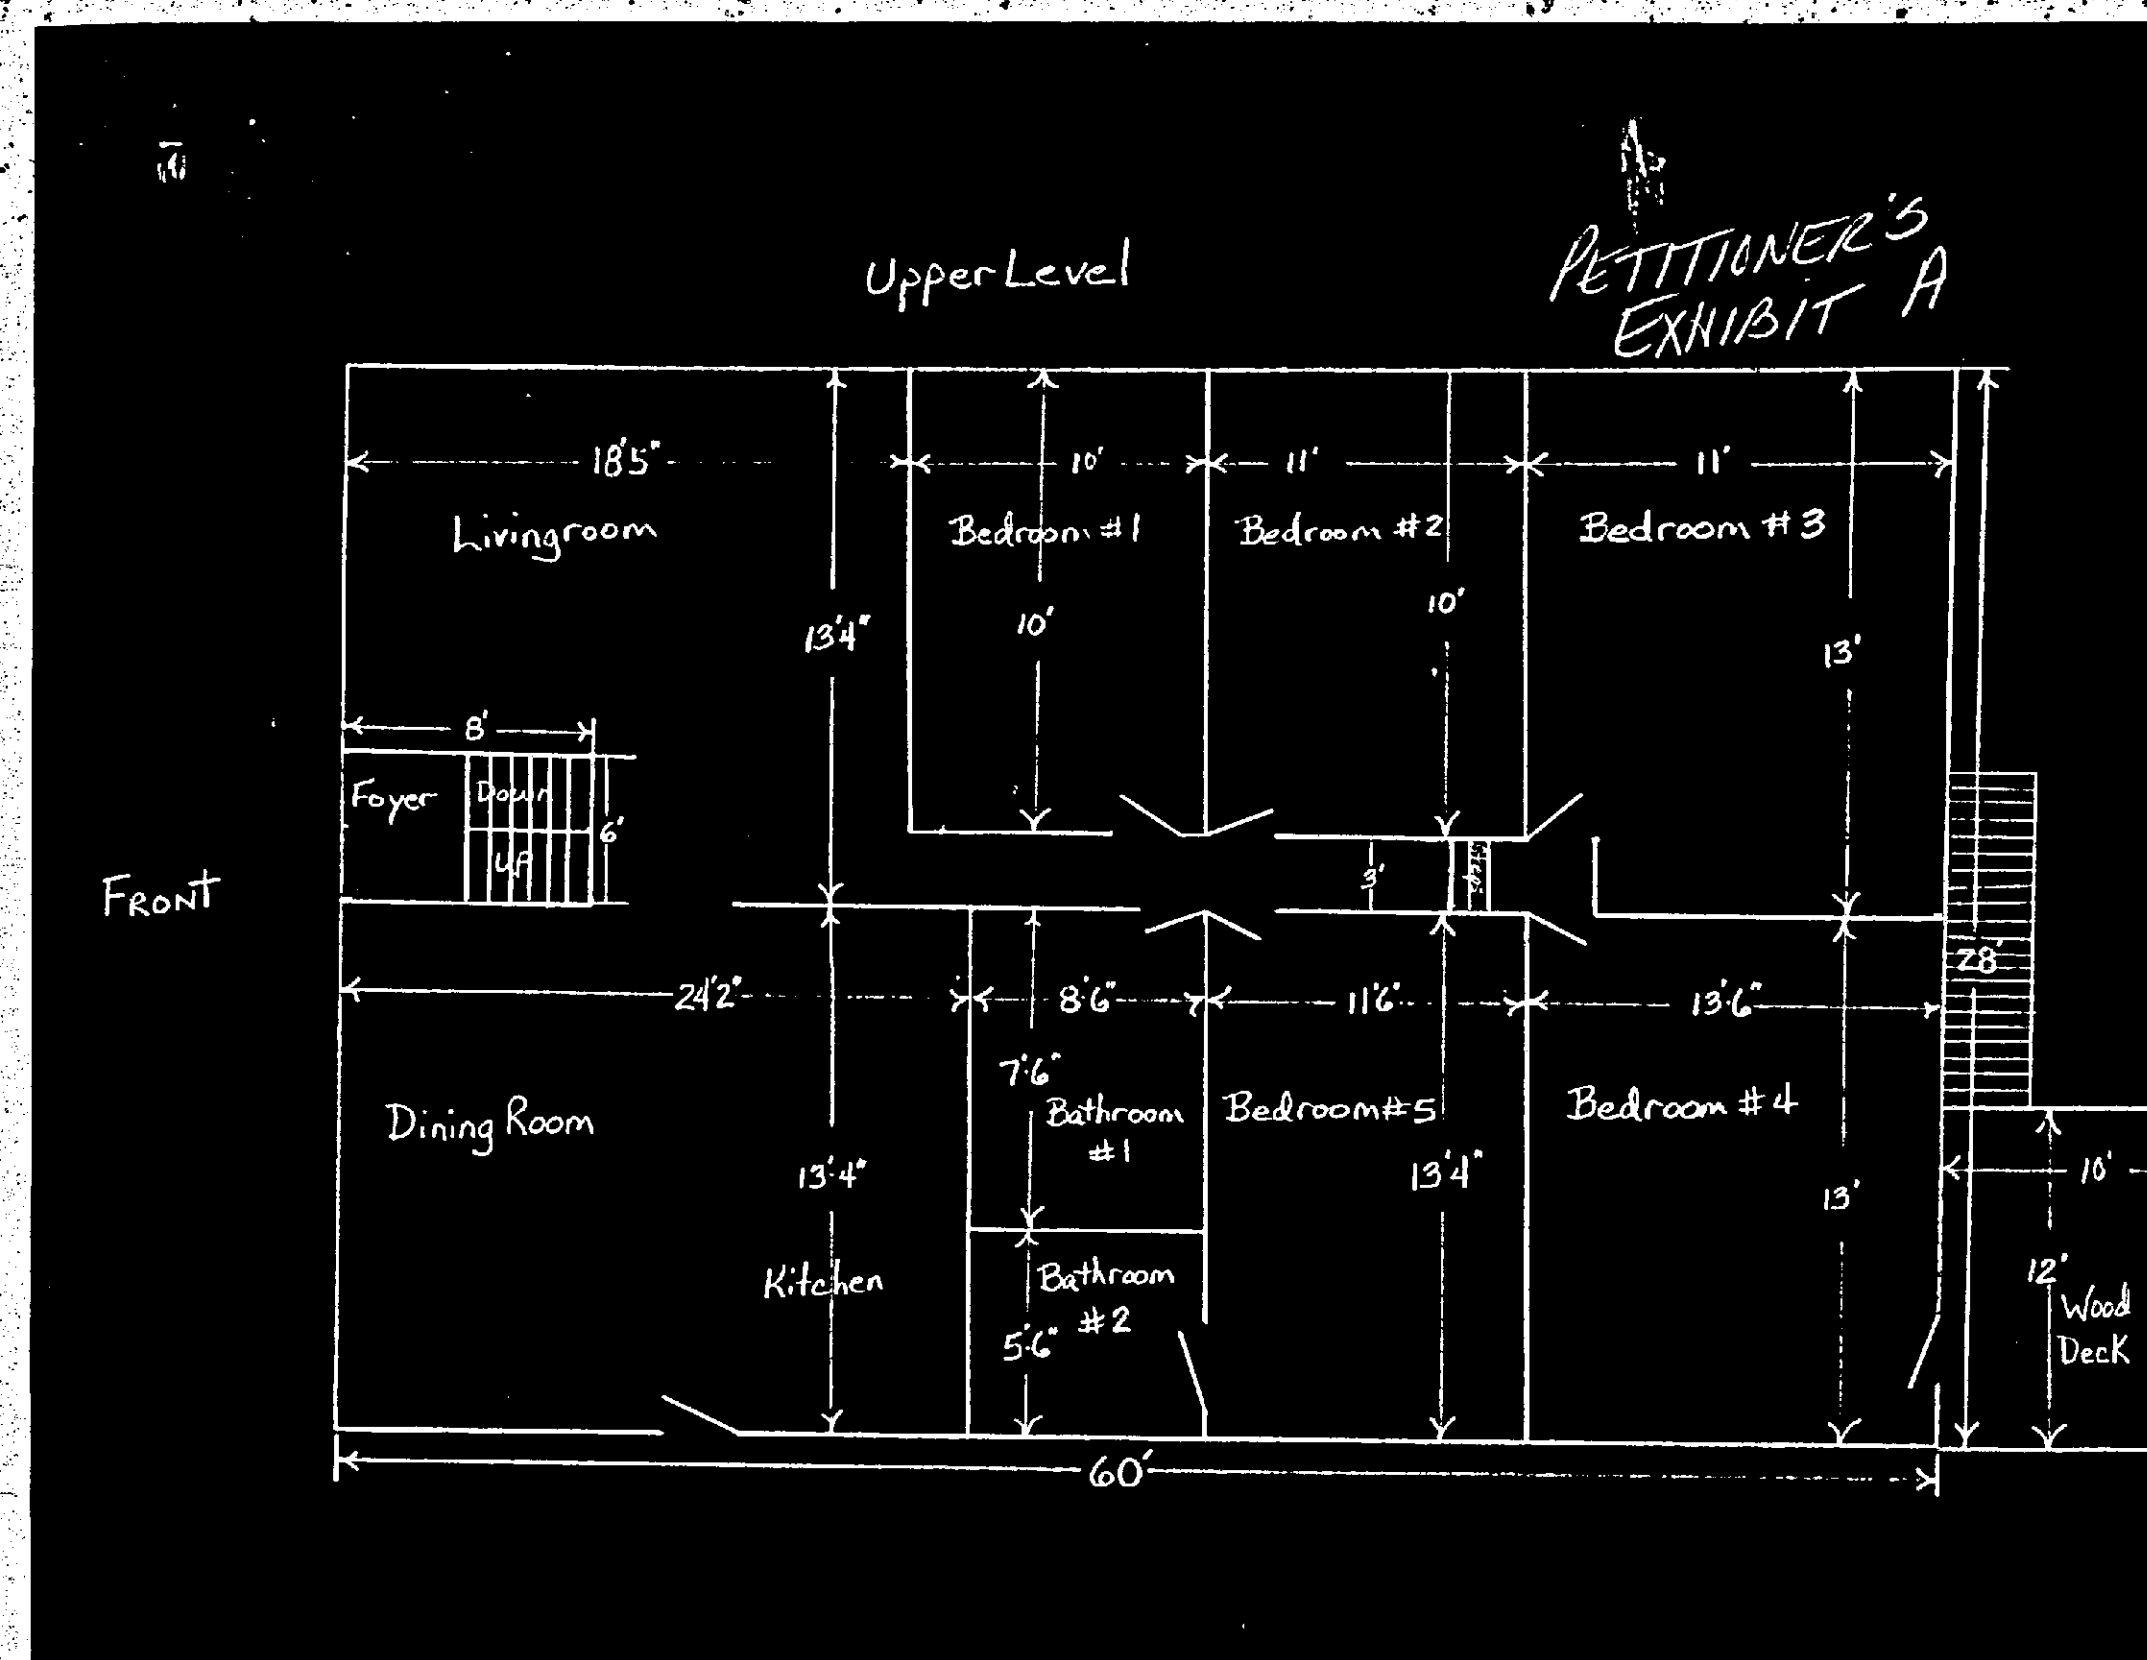 Upper Level
PETITIONER'S
EXHIBIT A
18'5"
10'
11'
11'
Livingroom
Bedroom #1
Bedroom #2
Bedroom #3
13'4"
10'
10'
13'
8'
Foyer
Down
UP
6'
3'
FRONT
28'
24'2"
8'6"
11'6"
13'6"
7'6"
Dining Room
Bathroom
#1
Bedroom #5
Bedroom #4
13'4"
13'4"
13'
10'
Kitchen
Bathroom
#2
5'6"
12'
Wood
Deck
60'